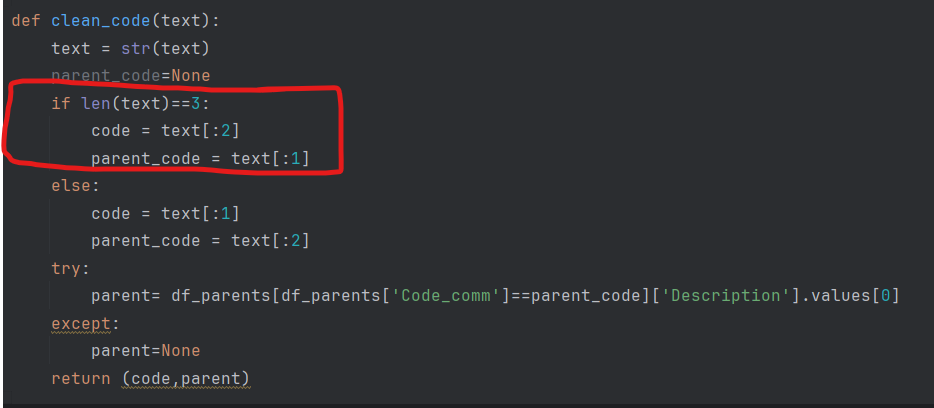 def clean_code(text):
    text = str(text)
    parent_code=None
    if len(text)==3:
        code = text[:2]
        parent_code = text[:1]
    else:
        code = text[:1]
        parent_code = text[:2]
    try:
        parent= df_parents[df_parents['Code_comm']==parent_code]['Description'].values[0]
    except:
        parent=None
    return (code,parent)